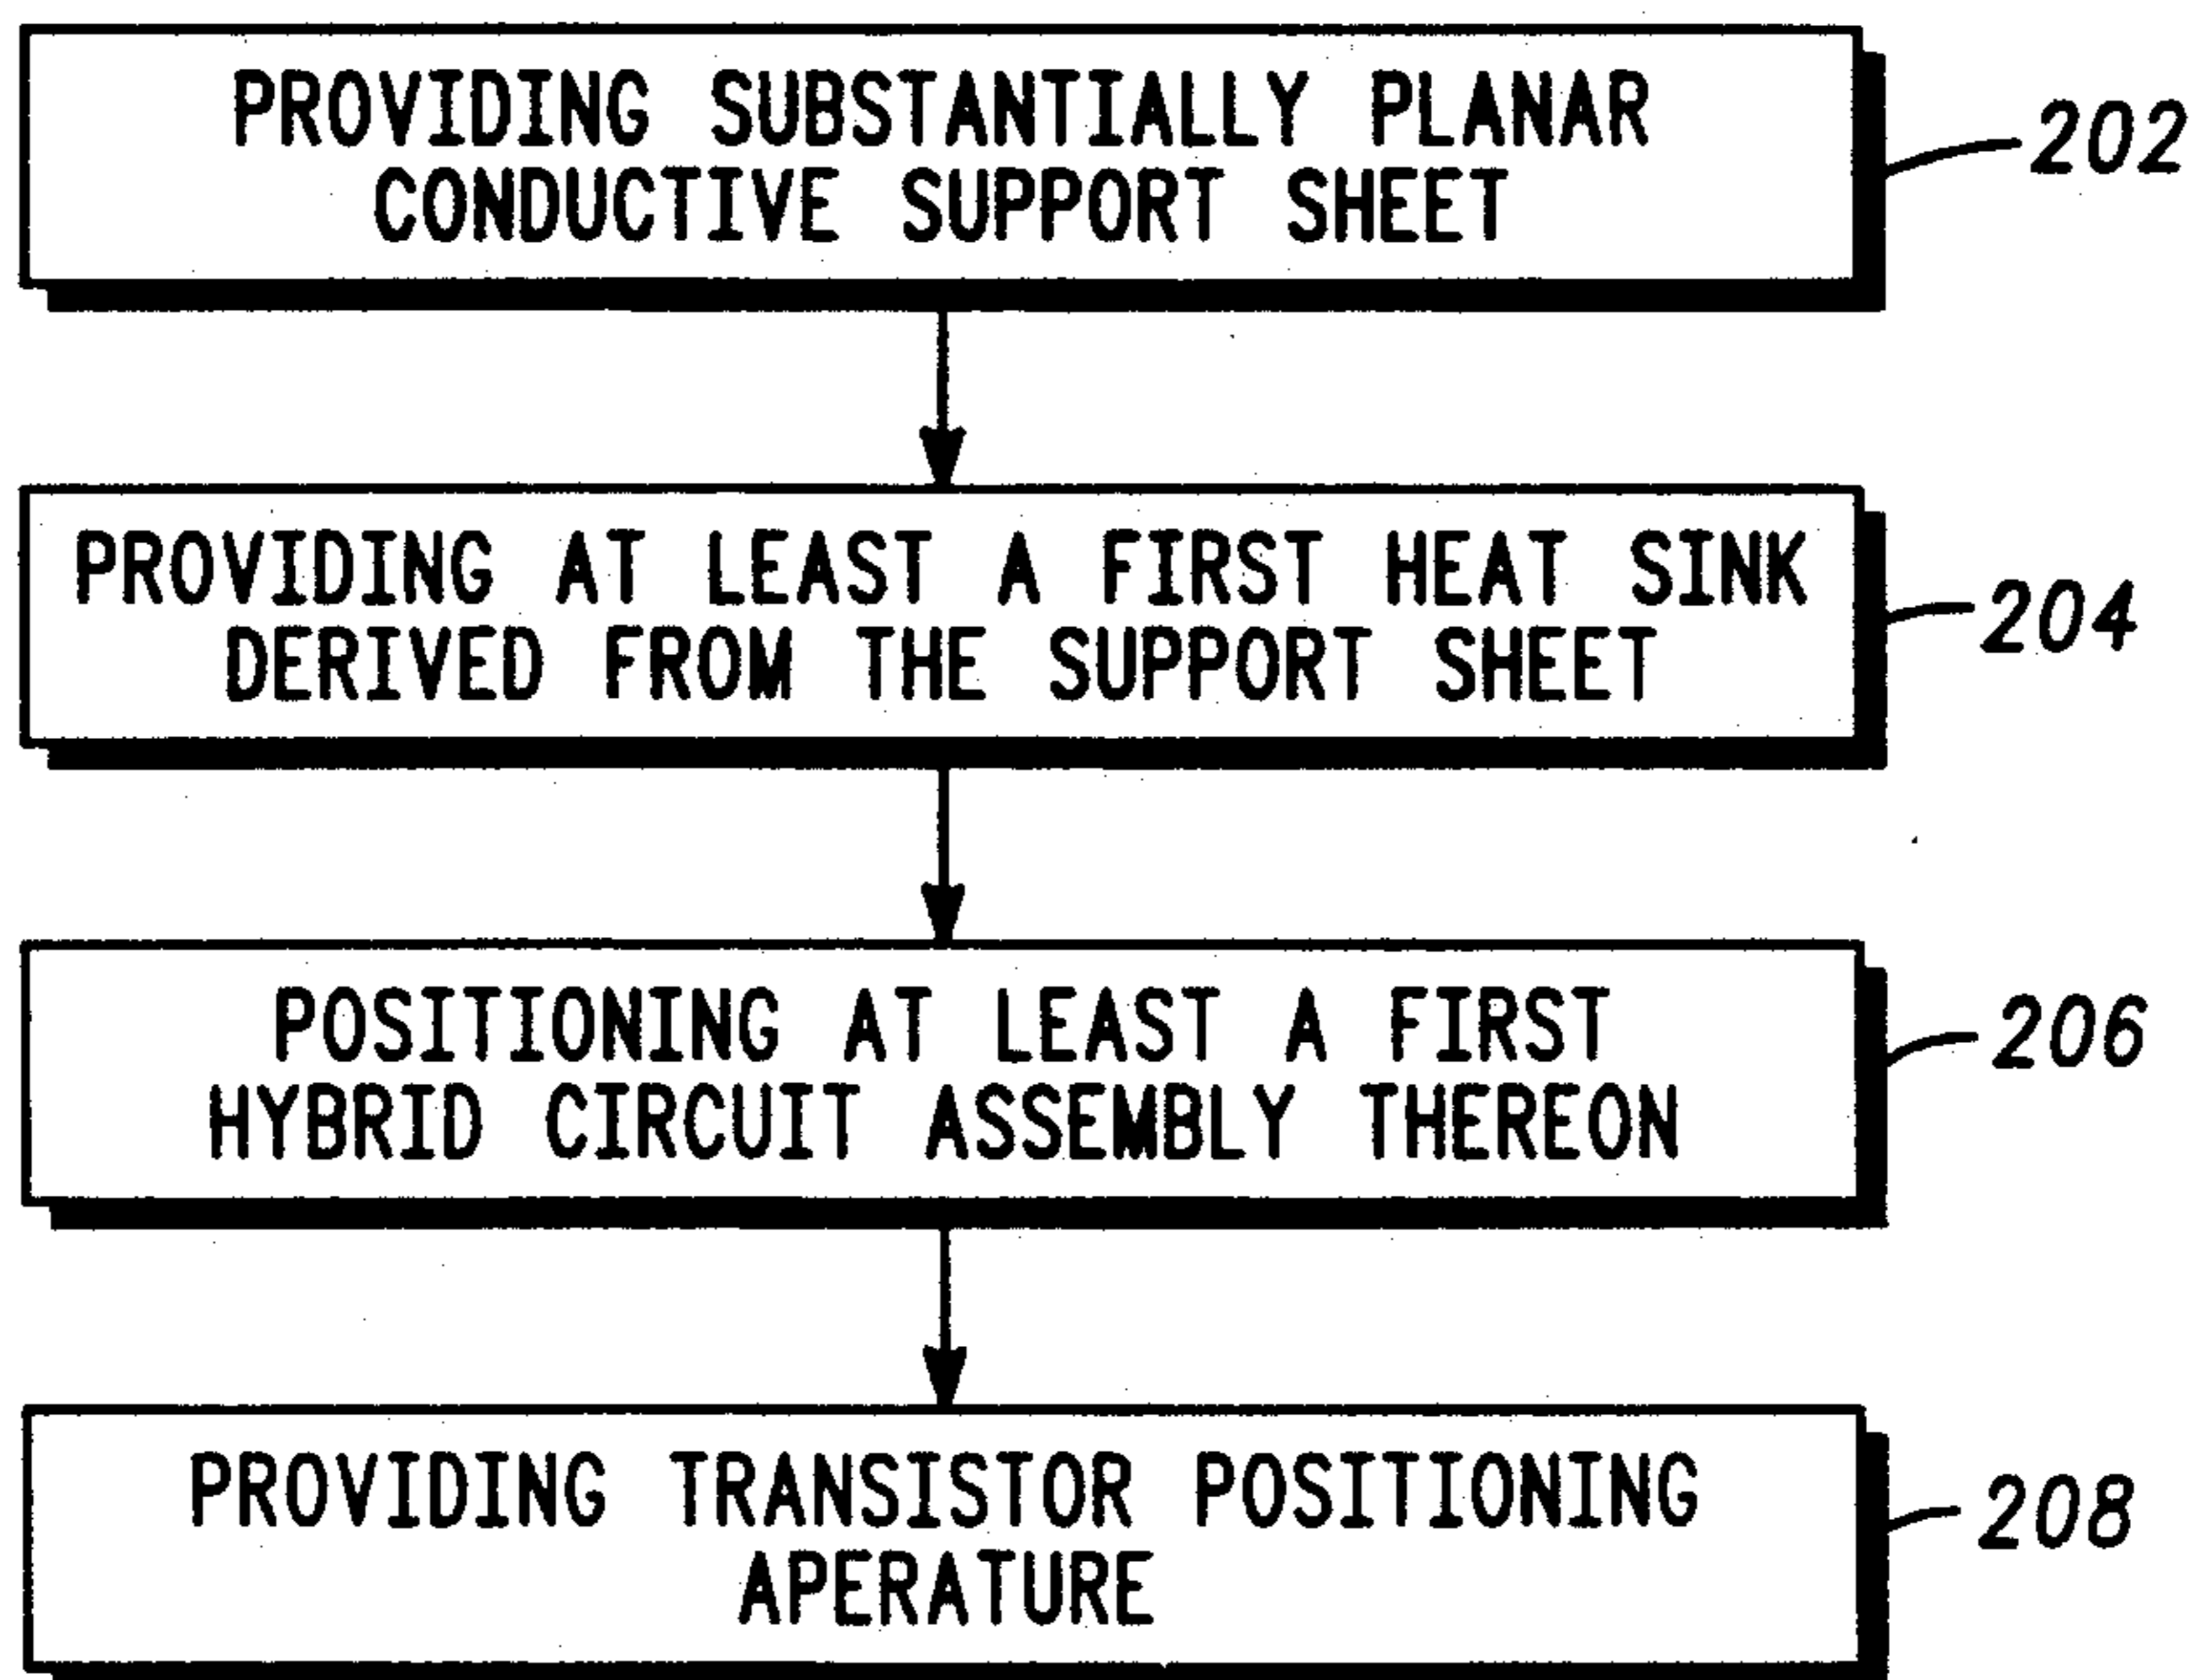 PROVIDING SUBSTANTIALLY PLANAR
CONDUCTIVE SUPPORT SHEET
202
PROVIDING AT LEAST A FIRST HEAT SINK
DERIVED FROM THE SUPPORT SHEET
204
POSITIONING AT LEAST A FIRST
HYBRID CIRCUIT ASSEMBLY THEREON
206
PROVIDING TRANSISTOR POSITIONING
APERATURE
208